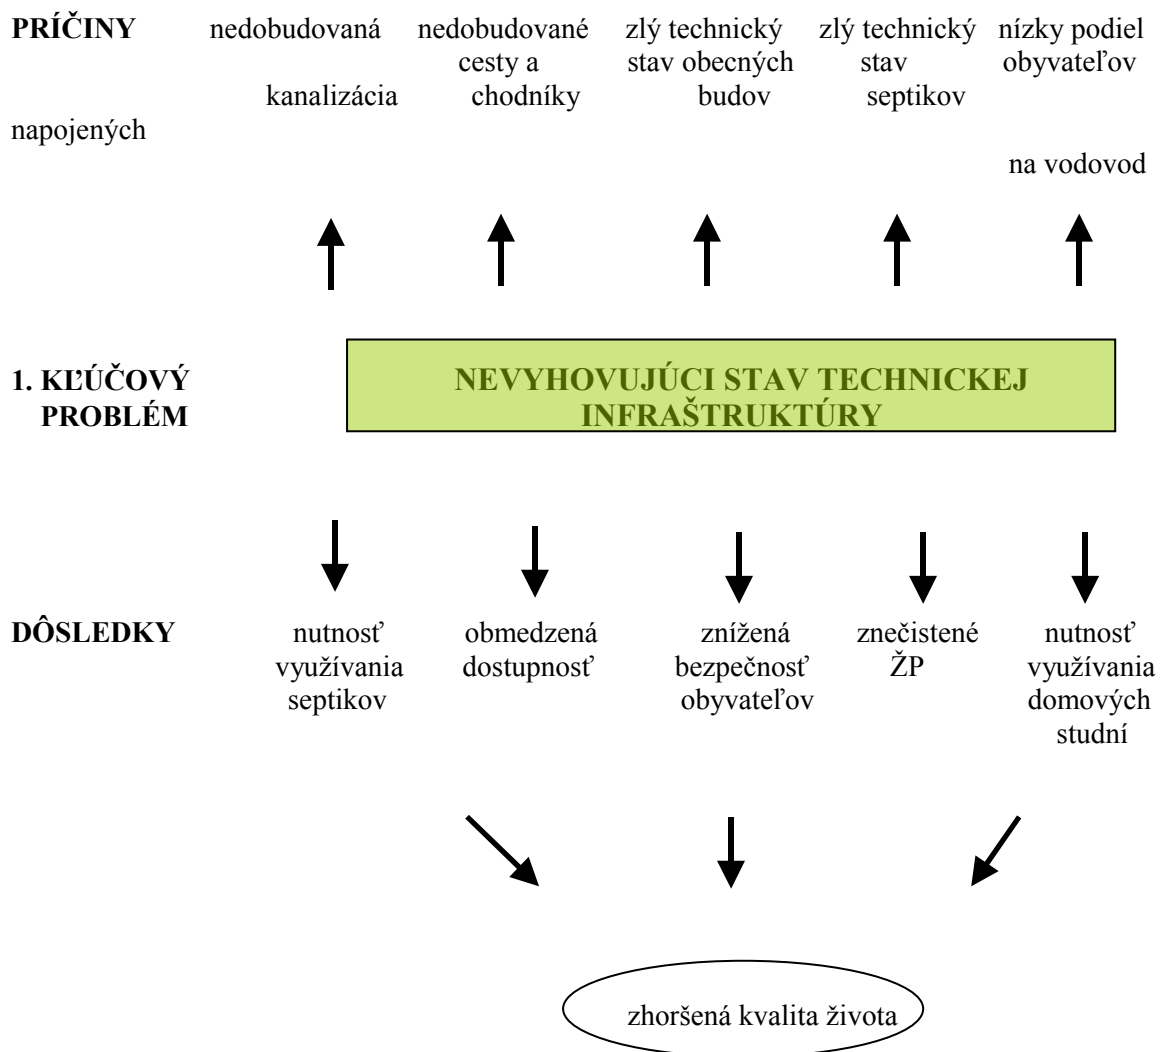 PRÍČINY nedobudovaná nedobudované zlý technický zlý technický nízky podiel
cesty a stav obecných stav obyvateľov
kanalizácia chodníky budov septikov
napojených
na vodovod
1. KĽÚČOVÝ NEVYHOVUJÚCI STAV TECHNICKEJ
PROBLÉM INFRAŠTRUKTÚRY
DÔSLEDKY nutnosť obmedzená znížená znečistené nutnosť
využívania dostupnosť bezpečnosť ŽP využívania
septikov obyvateľov domových
studní
zhoršená kvalita života